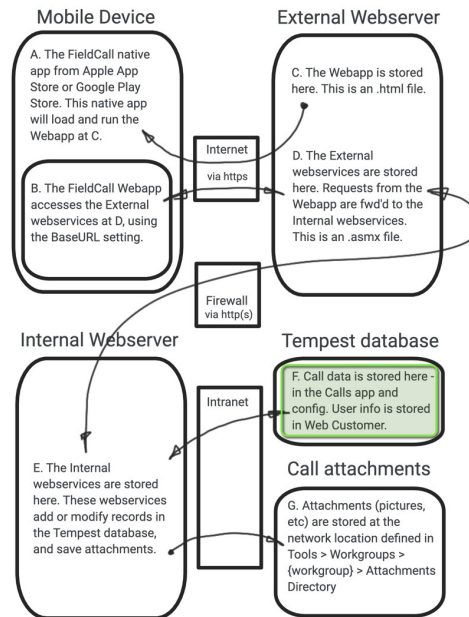 Mobile Device
A. The FieldCall native
app from Apple App
Store or Google Play
Store. This native app
will load and run the
Webapp at C.
B. The FieldCall Webapp
accesses the External
webservices at D, using
the BaseURL setting.
External Webserver
C. The Webapp is stored
here. This is an .html file.
D. The External
webservices are stored
here. Requests from the
Webapp are fwd'd to the
Internal webservices.
This is an .asmx file.
Internet
via https
Firewall
via http(s)
Internal Webserver
E. The Internal
webservices are stored
here. These webservices
add or modify records in
the Tempest database,
and save attachments.
Intranet
Tempest database
F. Call data is stored here -
in the Calls app and
config. User info is stored
in Web Customer.
Call attachments
G. Attachments (pictures,
etc) are stored at the
network location defined in
Tools > Workgroups >
{workgroup} > Attachments
Directory